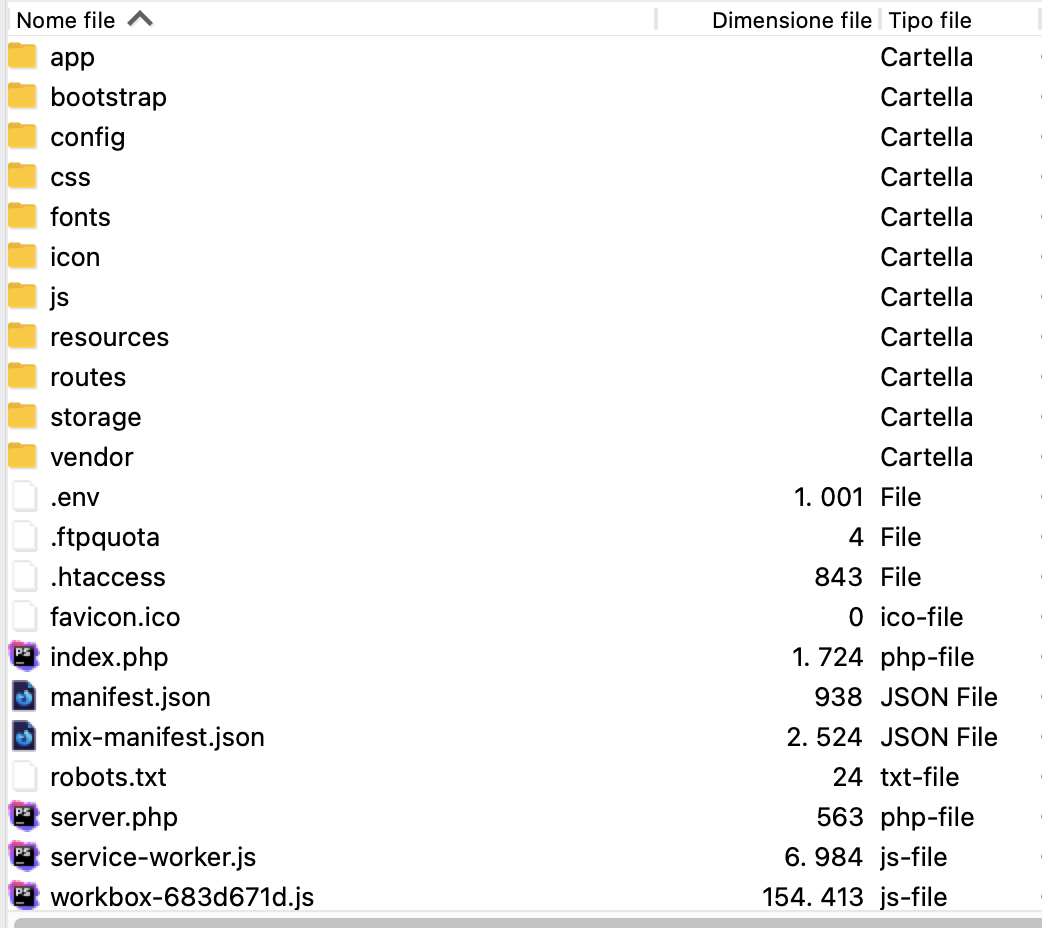 Nome file Dimensione file Tipo file
app Cartella
bootstrap Cartella
config Cartella
css Cartella
fonts Cartella
icon Cartella
js Cartella
resources Cartella
routes Cartella
storage Cartella
vendor Cartella
.env 1. 001 File
.ftpquota 4 File
.htaccess 843 File
favicon.ico 0 ico-file
PS index.php 1. 724 php-file
manifest.json 938 JSON File
mix-manifest.json 2. 524 JSON File
robots.txt 24 txt-file
PS server.php 563 php-file
PS service-worker.js 6. 984 js-file
PS workbox-683d671d.js 154. 413 js-file